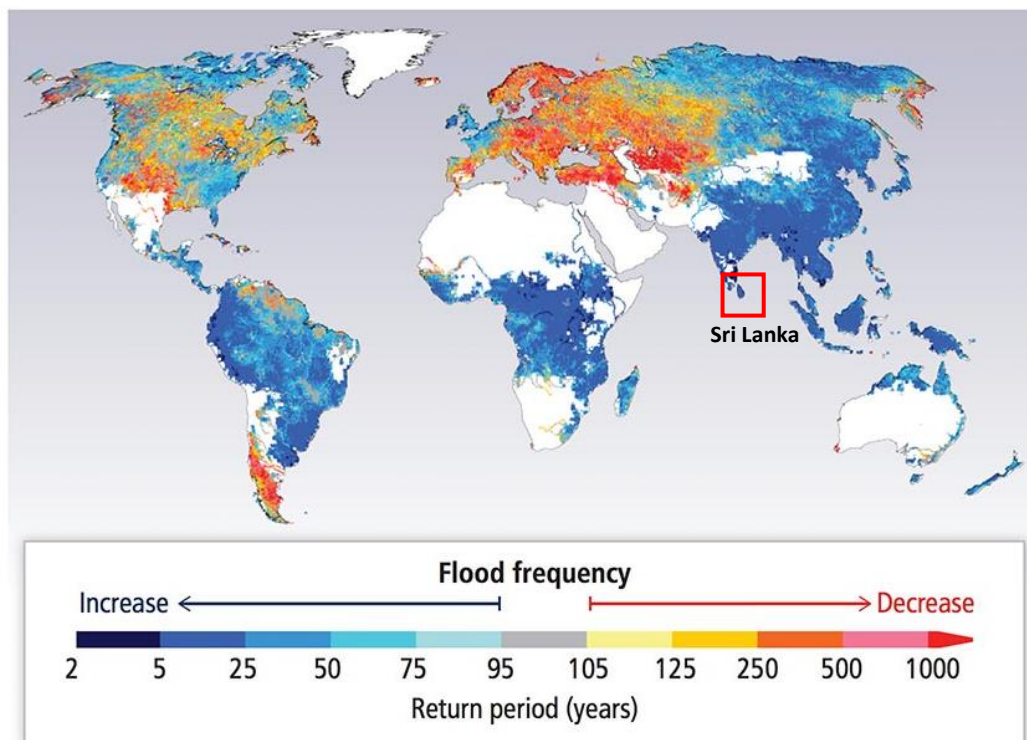 Sri Lanka
Flood frequency
Increase Decrease
2 5 25 50 75 95 105 125 250 500 1000
Return period (years)